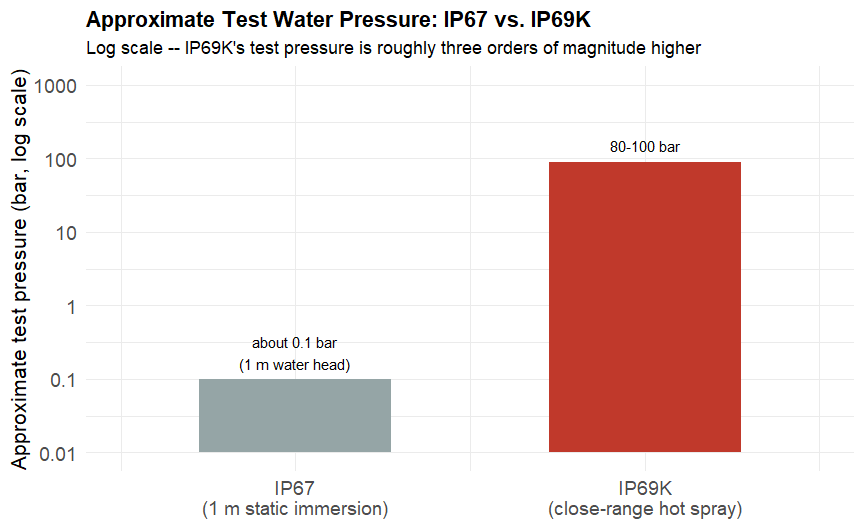 Approximate Test Water Pressure: IP67 vs. IP69K
Log scale -- IP69K's test pressure is roughly three orders of magnitude higher
Approximate test pressure (bar, log scale)
1000
100
10
1
0.1
0.01
about 0.1 bar
(1 m water head)
80-100 bar
IP67
(1 m static immersion)
IP69K
(close-range hot spray)